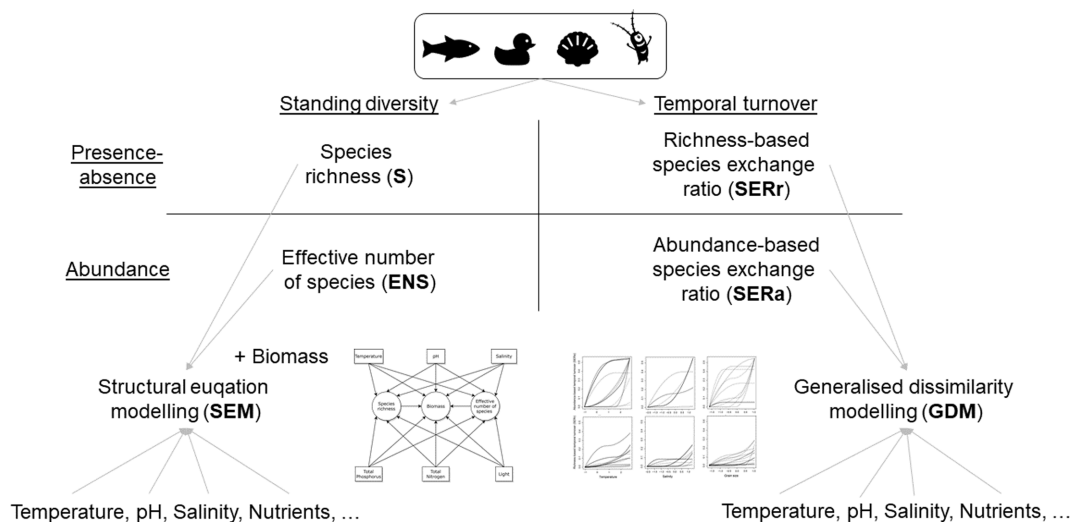 Standing diversity
Temporal turnover
Presence-
absence
Species
richness (S)
Richness-based
species exchange
ratio (SERr)
Abundance
Effective number
of species (ENS)
Abundance-based
species exchange
ratio (SERa)
+ Biomass
Structural euqation
modelling (SEM)
Temperature
pH
Salinity
Species
richness
Biomass
Effective
number of
species
Total
Phosphorus
Total
Nitrogen
Light
Temperature
Salinity
Generalised dissimilarity
modelling (GDM)
Temperature, pH, Salinity, Nutrients, …
Temperature, pH, Salinity, Nutrients, …